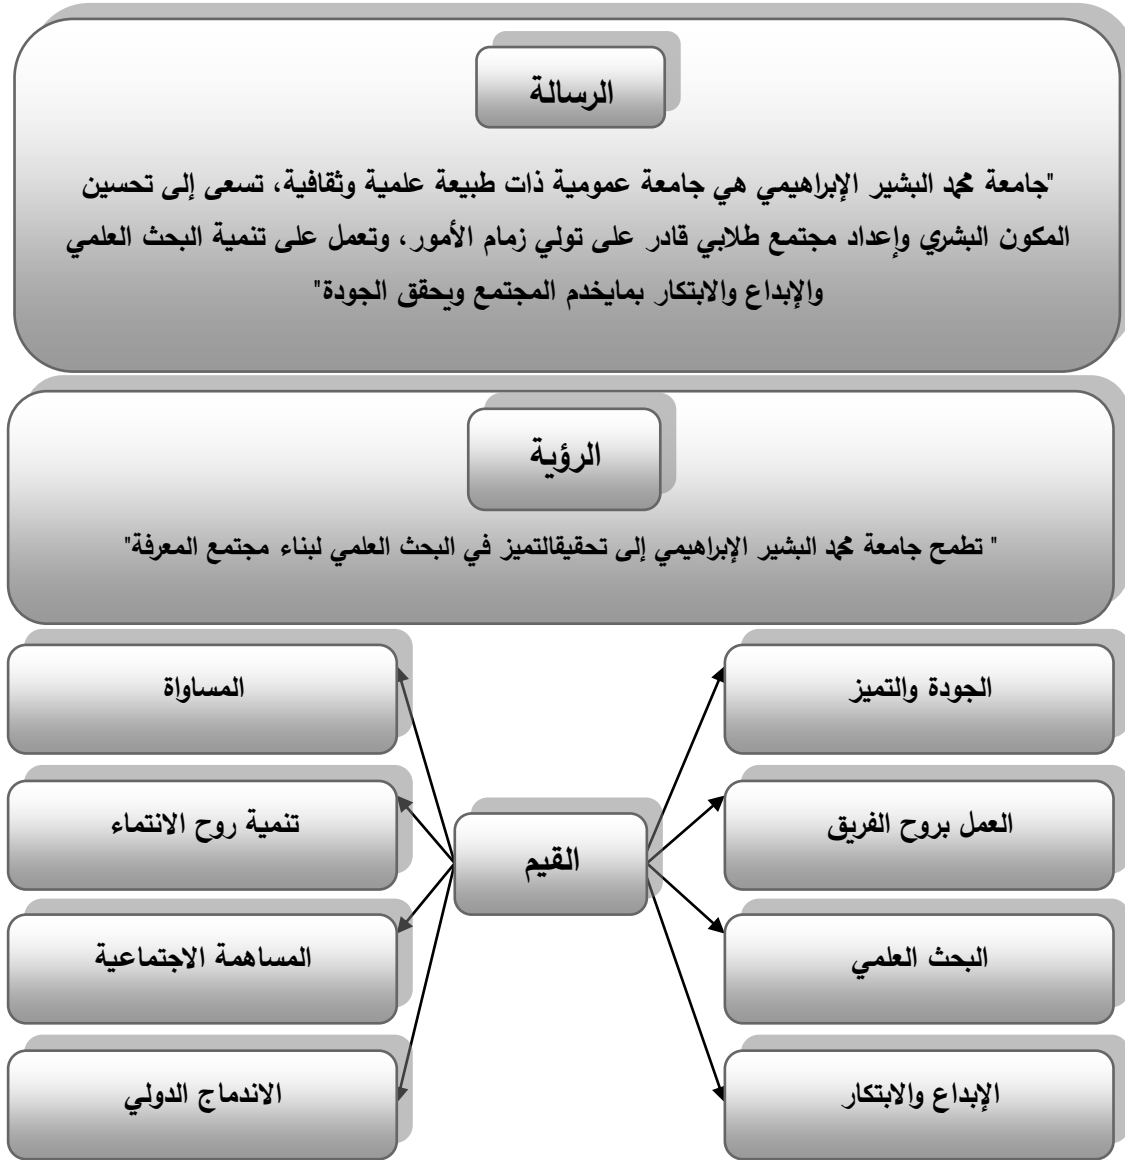 الرسالة
"جامعة محمد البشير الإبراهيمي هي جامعة عمومية ذات طبيعة علمية وثقافية، تسعى إلى تحسين
المكون البشري وإعداد مجتمع طلابي قادر على تولي زمام الأمور، وتعمل على تنمية البحث العلمي
والإبداع والابتكار بمايخدم المجتمع ويحقق الجودة"
الرؤية
" تطمح جامعة محمد البشير الإبراهيمي إلى تحقيقالتميز في البحث العلمي لبناء مجتمع المعرفة"
الجودة والتميز
المساواة
العمل بروح الفريق
تنمية روح الانتماء
القيم
البحث العلمي
المساهمة الاجتماعية
الإبداع والابتكار
الاندماج الدولي